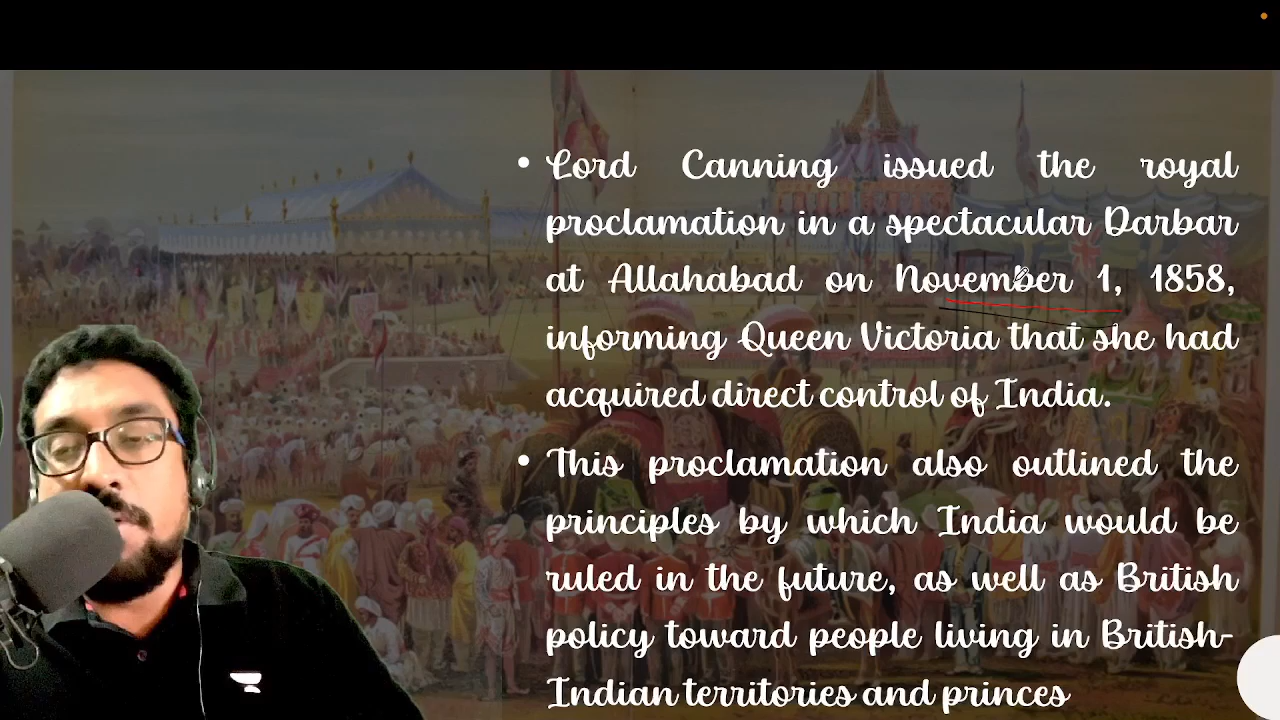 • Lord Canning issued the royal
proclamation in a spectacular Darbar
at Allahabad on November 1, 1858,
informing Queen Victoria that she had
acquired direct control of India.
• This proclamation also outlined the
principles by which India would be
ruled in the future, as well as British
policy toward people living in British-
Indian territories and princes